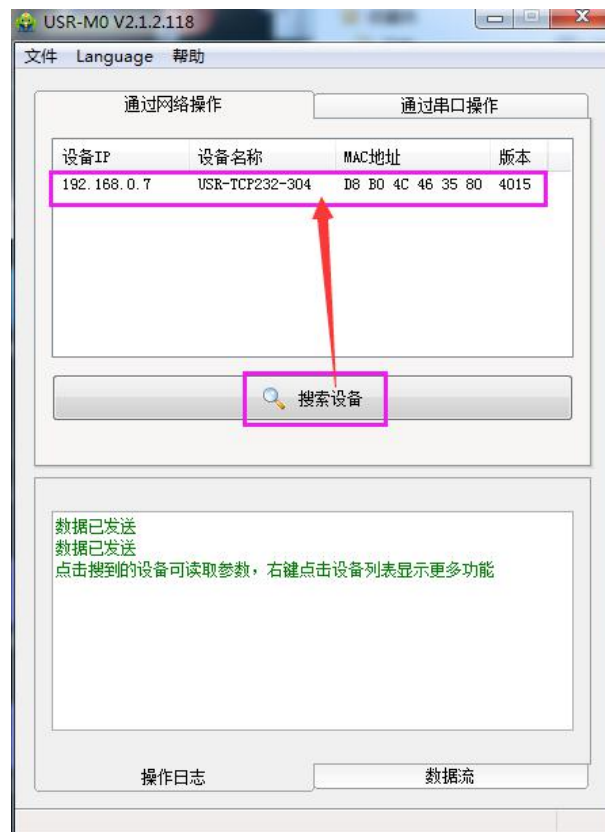 USR-M0 V2.1.2.118
文件 Language 帮助
通过网络操作 通过串口操作
设备IP 设备名称 MAC地址 版本
192.168.0.7 USR-TCP232-304 D8 B0 4C 46 35 80 4015
搜索设备
数据已发送
数据已发送
点击搜到的设备可读取参数，右键点击设备列表显示更多功能
操作日志 数据流